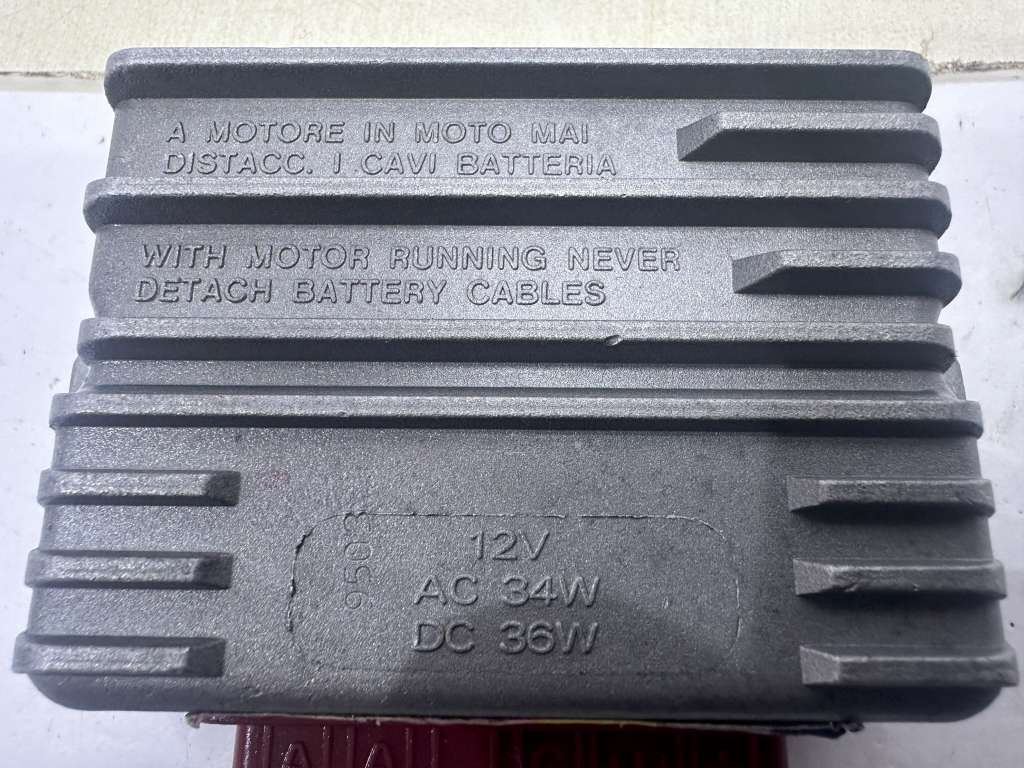 A MOTORE IN MOTO MAI
DISTACC. I CAVI BATTERIA
WITH MOTOR RUNNING NEVER
DETACH BATTERY CABLES
9503
12V
AC 34W
DC 36W
A A